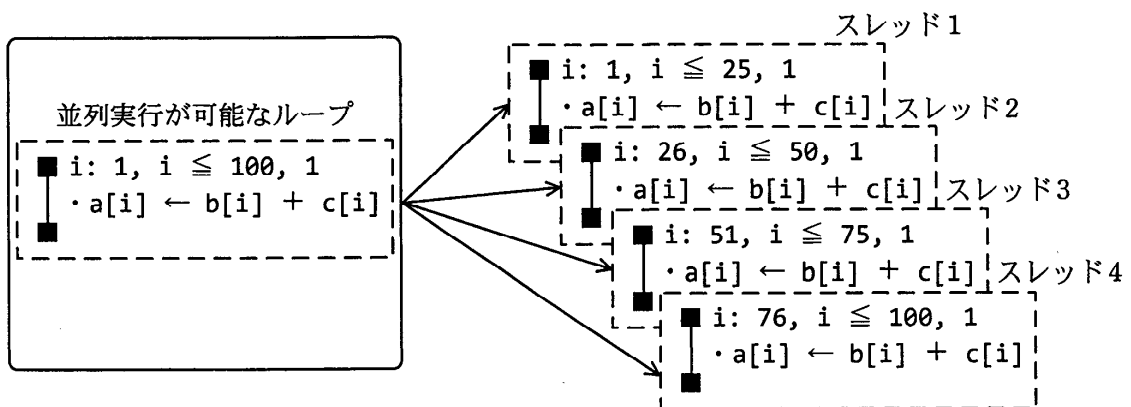 並列実行が可能なループ
■ i: 1, i ≦ 100, 1
・a[i] ← b[i] + c[i]
スレッド1
■ i: 1, i ≦ 25, 1
・a[i] ← b[i] + c[i]
スレッド2
■ i: 26, i ≦ 50, 1
・a[i] ← b[i] + c[i]
スレッド3
■ i: 51, i ≦ 75, 1
・a[i] ← b[i] + c[i]
スレッド4
■ i: 76, i ≦ 100, 1
・a[i] ← b[i] + c[i]